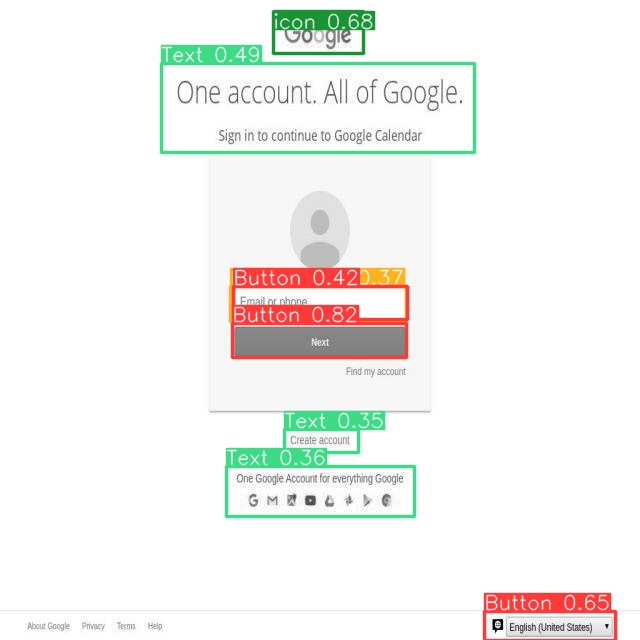 icon 0.68
Google
Text 0.49
One account. All of Google.
Sign in to continue to Google Calendar
Button 0.42 0.37
Email or phone
Button 0.82
Next
Find my account
Text 0.35
Create account
Text 0.36
One Google Account for everything Google
Button 0.65
About Google Privacy Terms Help English (United States)